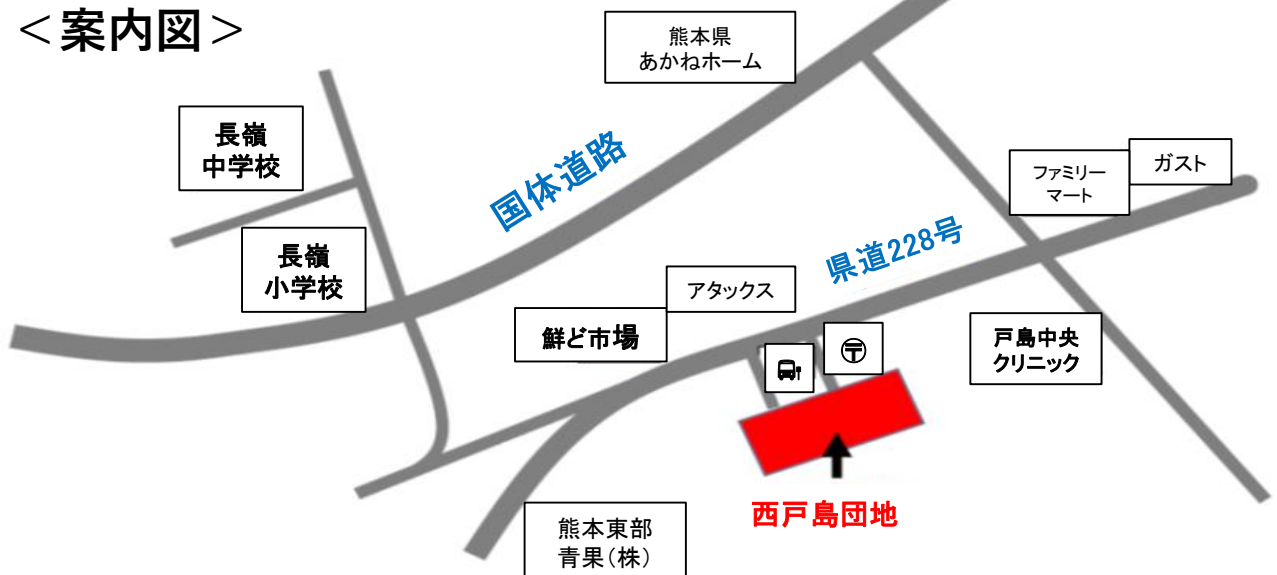 ＜案内図＞
熊本県
あかねホーム
長嶺
中学校
国体道路
ファミリー
マート
ガスト
長嶺
小学校
県道228号
アタックス
鮮ど市場
戸島中央
クリニック
〒
西戸島団地
熊本東部
青果（株）